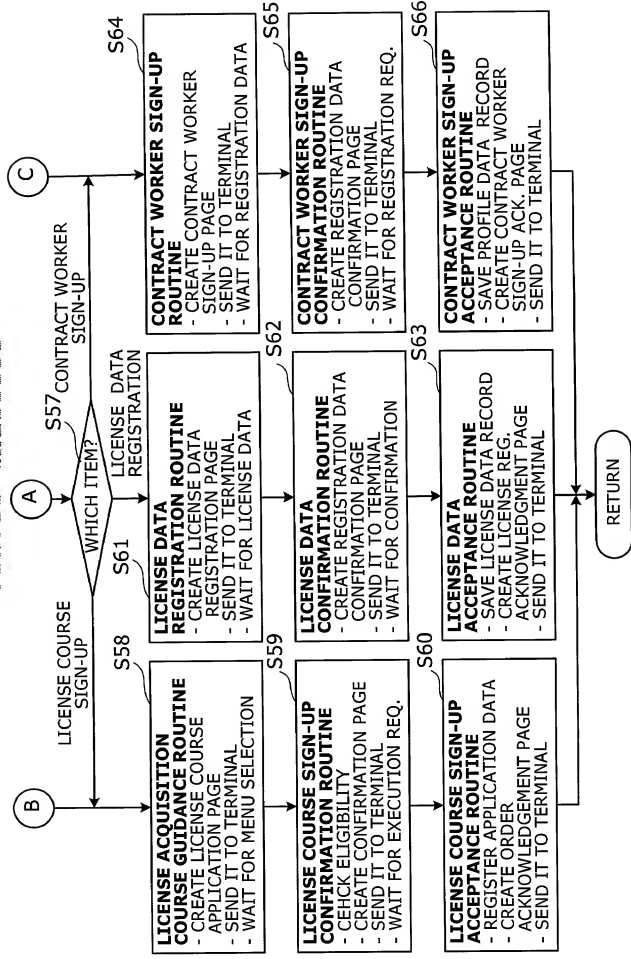 B
A
C
S57
WHICH ITEM?
LICENSE COURSE
SIGN-UP
LICENSE DATA
REGISTRATION
CONTRACT WORKER
SIGN-UP
S58
LICENSE ACQUISITION
COURSE GUIDANCE ROUTINE
- CREATE LICENSE COURSE
APPLICATION PAGE
- SEND IT TO TERMINAL
- WAIT FOR MENU SELECTION
S59
LICENSE COURSE SIGN-UP
CONFIRMATION ROUTINE
- CEHCK ELIGIBILITY
- CREATE CONFIRMATION PAGE
- SEND IT TO TERMINAL
- WAIT FOR EXECUTION REQ.
S60
LICENSE COURSE SIGN-UP
ACCEPTANCE ROUTINE
- REGISTER APPLICATION DATA
- CREATE ORDER
ACKNOWLEDGEMENT PAGE
- SEND IT TO TERMINAL
S61
LICENSE DATA
REGISTRATION ROUTINE
- CREATE LICENSE DATA
REGISTRATION PAGE
- SEND IT TO TERMINAL
- WAIT FOR LICENSE DATA
S62
LICENSE DATA
CONFIRMATION ROUTINE
- CREATE REGISTRATION DATA
CONFIRMATION PAGE
- SEND IT TO TERMINAL
- WAIT FOR CONFIRMATION
S63
LICENSE DATA
ACCEPTANCE ROUTINE
- SAVE LICENSE DATA RECORD
- CREATE LICENSE REG.
ACKNOWLEDGMENT PAGE
- SEND IT TO TERMINAL
S64
CONTRACT WORKER SIGN-UP
ROUTINE
- CREATE CONTRACT WORKER
SIGN-UP PAGE
- SEND IT TO TERMINAL
- WAIT FOR REGISTRATION DATA
S65
CONTRACT WORKER SIGN-UP
CONFIRMATION ROUTINE
- CREATE REGISTRATION DATA
CONFIRMATION PAGE
- SEND IT TO TERMINAL
- WAIT FOR REGISTRATION REQ.
S66
CONTRACT WORKER SIGN-UP
ACCEPTANCE ROUTINE
- SAVE PROFILE DATA RECORD
- CREATE CONTRACT WORKER
SIGN-UP ACK. PAGE
- SEND IT TO TERMINAL
RETURN